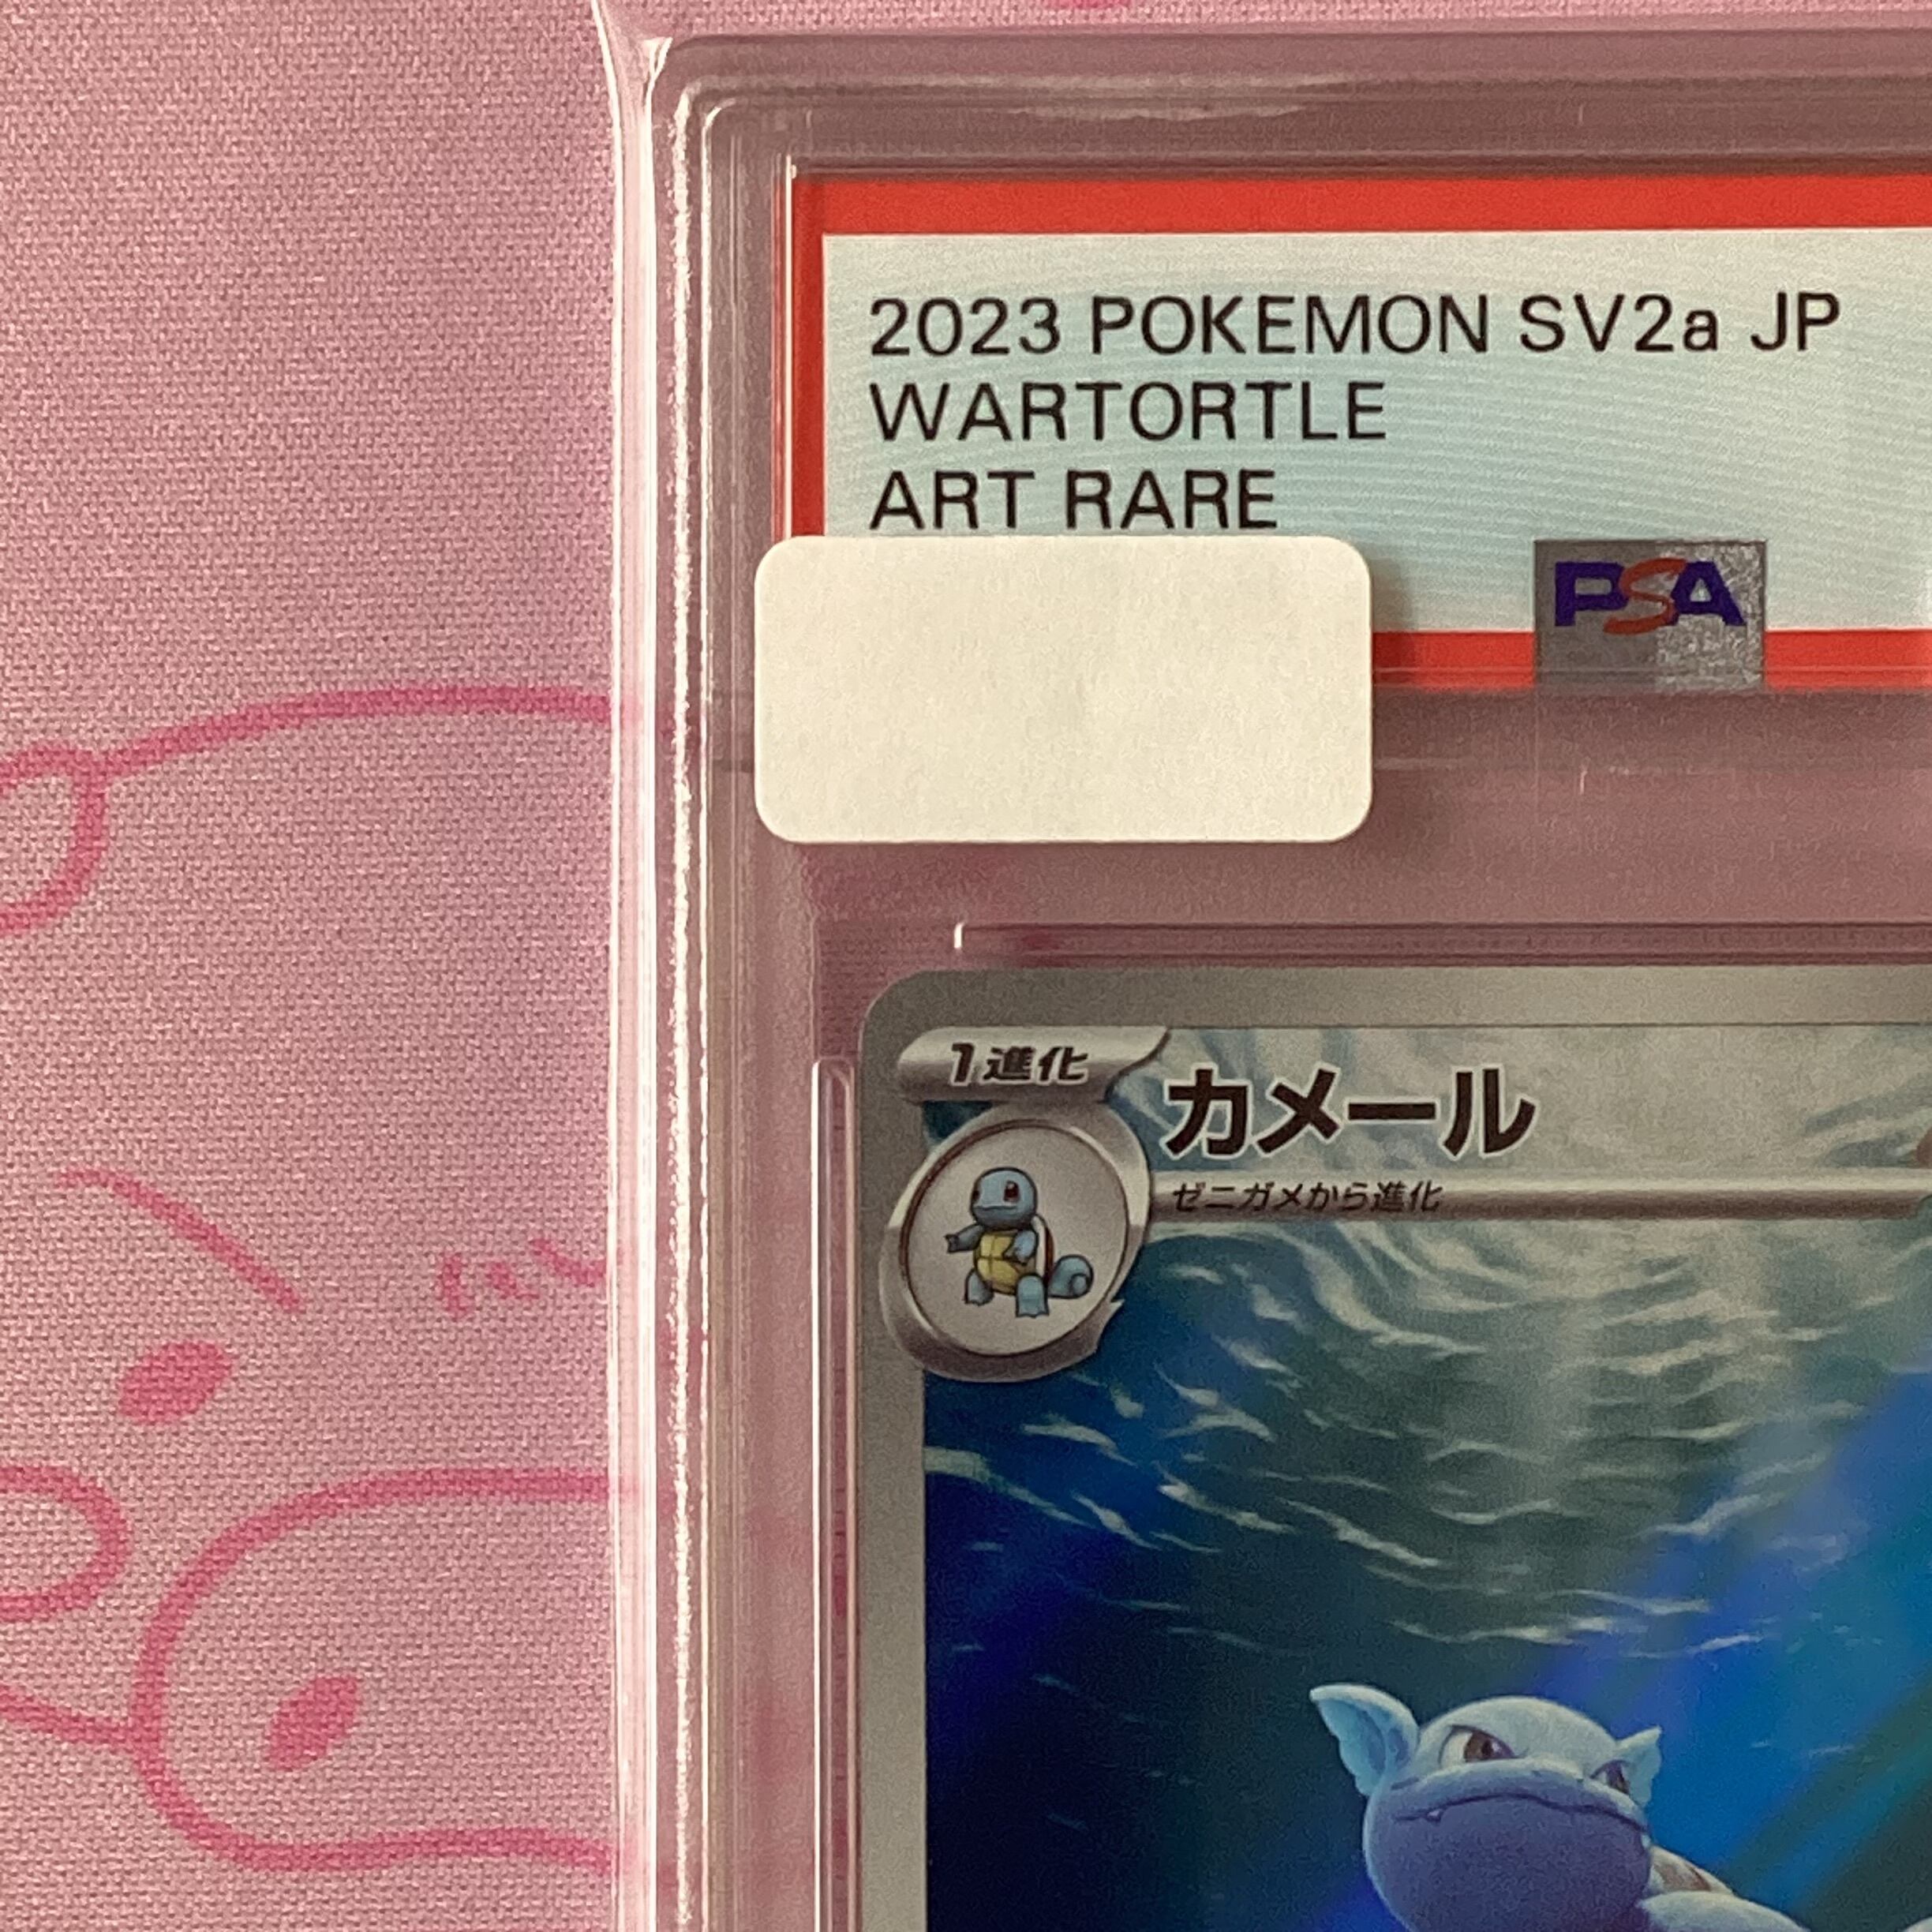 2023 POKEMON SV2a JP
WARTORTLE
ART RARE
PSA
1進化
カメール
ゼニガメから進化